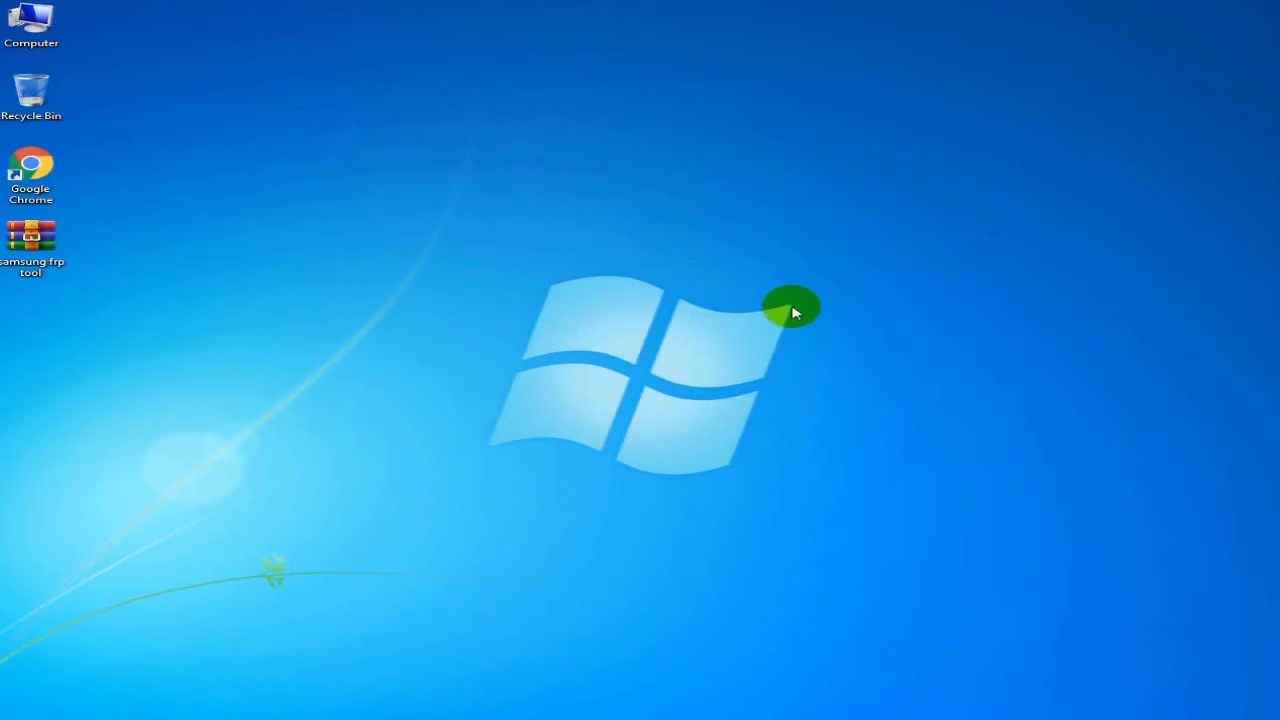 Computer
Recycle Bin
Google
Chrome
samsung frp
tool